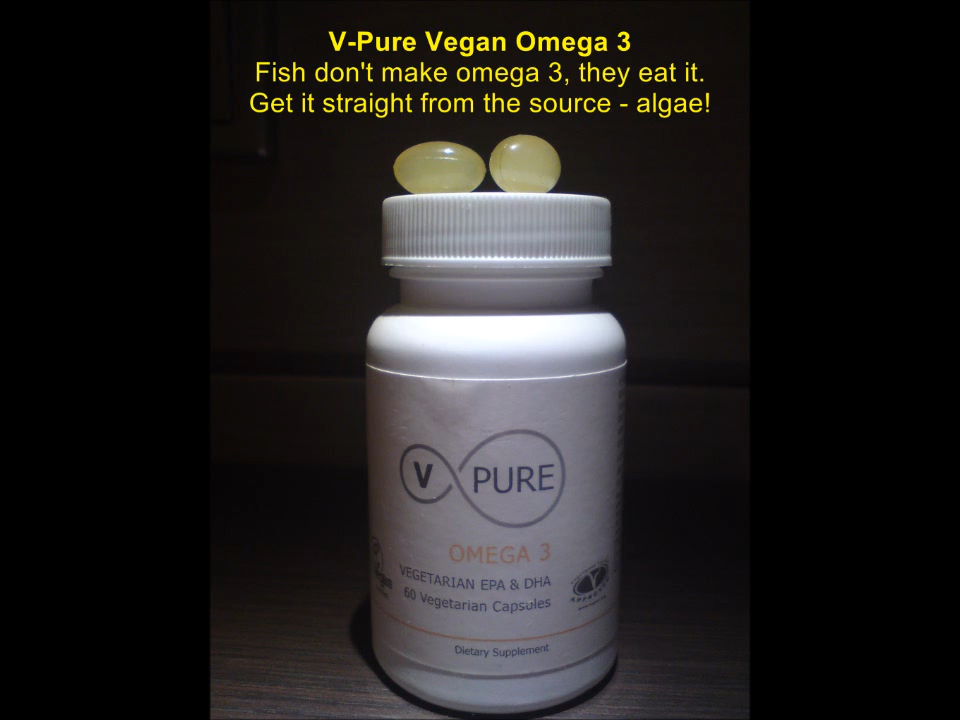 V-Pure Vegan Omega 3
Fish don't make omega 3, they eat it.
Get it straight from the source - algae!
V PURE
OMEGA 3
VEGETARIAN EPA & DHA
60 Vegetarian Capsules
Dietary Supplement